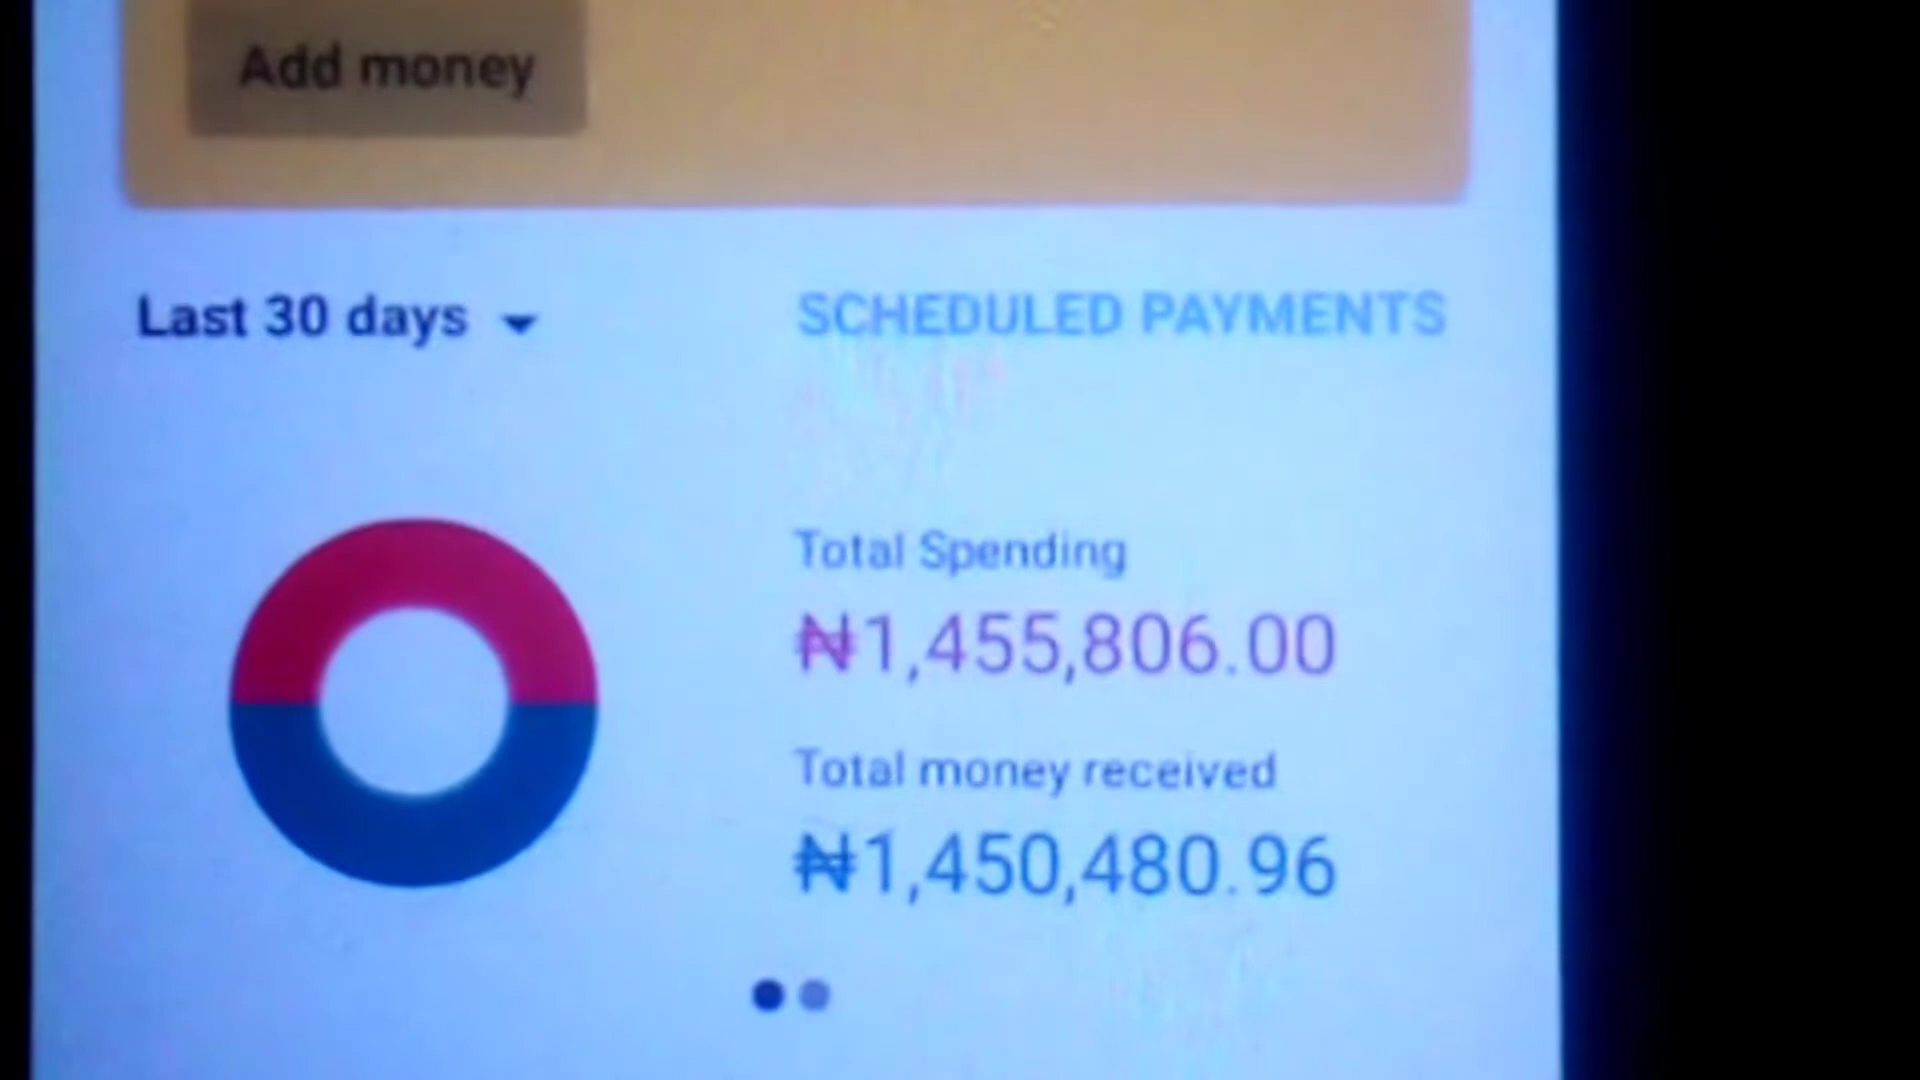 Add money
Last 30 days
SCHEDULED PAYMENTS
Total Spending
₦1,455,806.00
Total money received
₦1,450,480.96